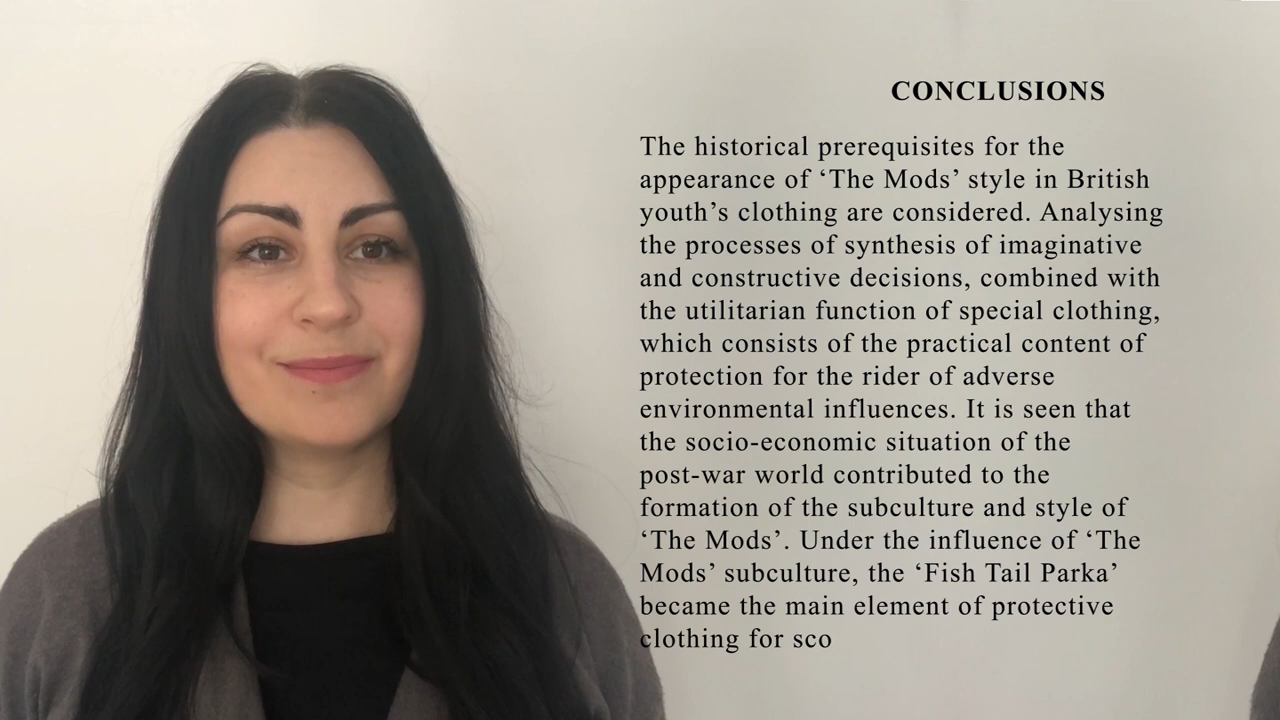 CONCLUSIONS
The historical prerequisites for the
appearance of ‘The Mods’ style in British
youth’s clothing are considered. Analysing
the processes of synthesis of imaginative
and constructive decisions, combined with
the utilitarian function of special clothing,
which consists of the practical content of
protection for the rider of adverse
environmental influences. It is seen that
the socio-economic situation of the
post-war world contributed to the
formation of the subculture and style of
‘The Mods’. Under the influence of ‘The
Mods’ subculture, the ‘Fish Tail Parka’
became the main element of protective
clothing for sco